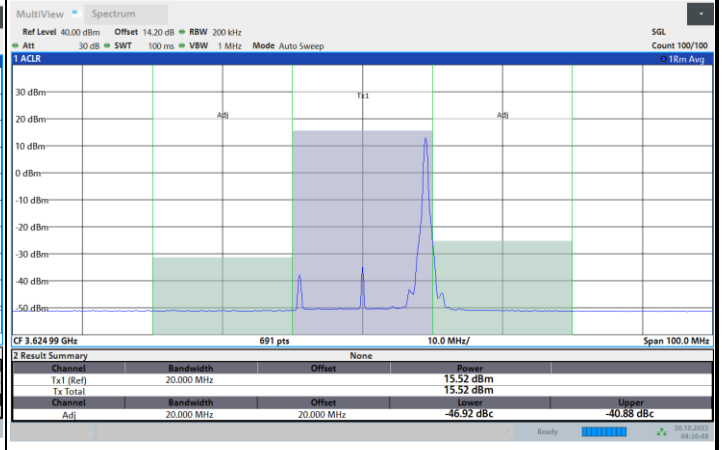 MultiView Spectrum
Ref Level 40.00 dBm Offset 14.20 dB RBW 200 kHz SGL
Att 30 dB SWT 100 ms VBW 1 MHz Mode Auto Sweep Count 100/100
1 ACLR 1Rm Avg
30 dBm
Tx1
20 dBm
Adj Adj
10 dBm
0 dBm
-10 dBm
-20 dBm
-30 dBm
-40 dBm
-50 dBm
CF 3.624 99 GHz 691 pts 10.0 MHz/ Span 100.0 MHz
2 Result Summary None
Channel Bandwidth Offset Power
Tx1 (Ref) 20.000 MHz 15.52 dBm
Tx Total 15.52 dBm
Channel Bandwidth Offset Lower Upper
Adj 20.000 MHz 20.000 MHz -46.92 dBc -40.88 dBc
Ready 20.10.2022
04:36:48